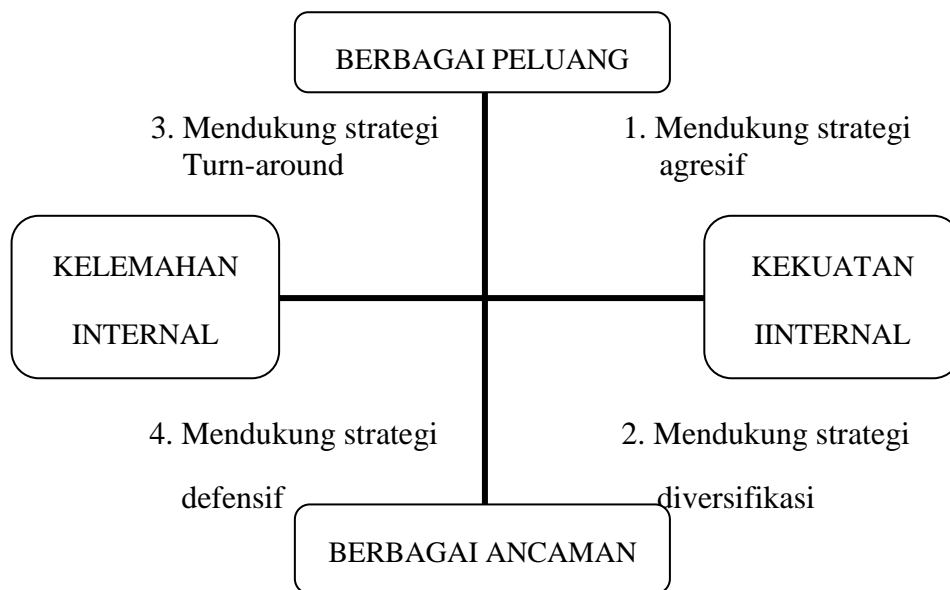 BERBAGAI PELUANG
3. Mendukung strategi
Turn-around
1. Mendukung strategi
agresif
KELEMAHAN
INTERNAL
KEKUATAN
IINTERNAL
4. Mendukung strategi
defensif
2. Mendukung strategi
diversifikasi
BERBAGAI ANCAMAN